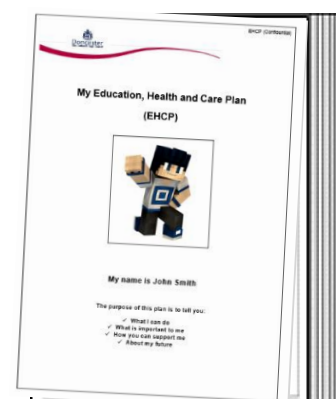 EHCP (Confidential)
Doncaster
My Education, Health and Care Plan
(EHCP)
My name is John Smith
The purpose of this plan is to tell you:
✓ What I can do
✓ What is important to me
✓ How you can support me
✓ About my future